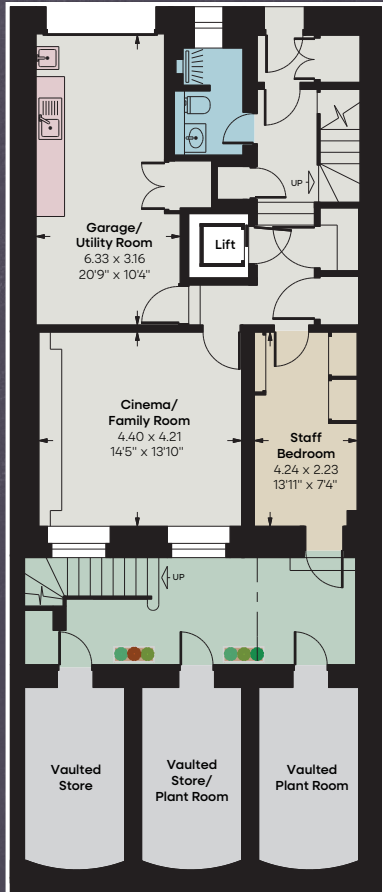 UP
Garage/
Utility Room
6.33 x 3.16
20'9" x 10'4"
Lift
Cinema/
Family Room
4.40 x 4.21
14'5" x 13'10"
Staff
Bedroom
4.24 x 2.23
13'11" x 7'4"
UP
Vaulted
Store
Vaulted
Store/
Plant Room
Vaulted
Plant Room